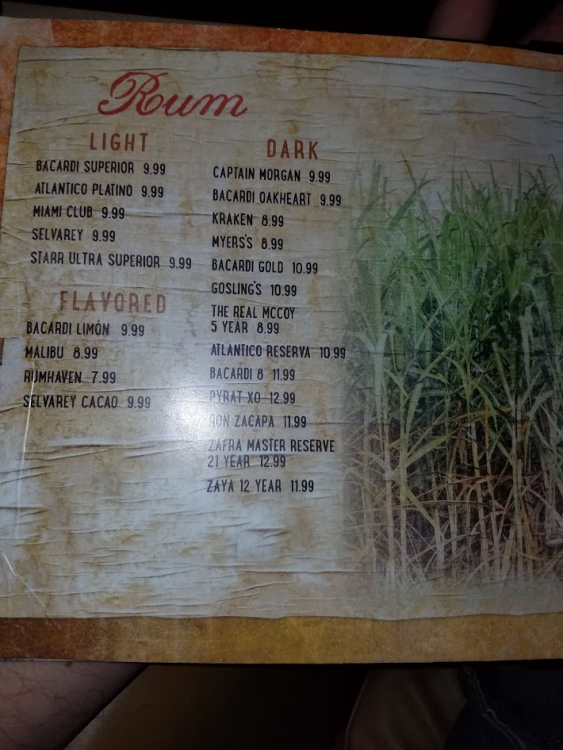 Rum
LIGHT
BACARDI SUPERIOR 9.99
ATLANTICO PLATINO 9.99
MIAMI CLUB 9.99
SELVAREY 9.99
STARR ULTRA SUPERIOR 9.99
FLAVORED
BACARDI LIMÓN 9.99
MALIBU 8.99
RUMHAVEN 7.99
SELVAREY CACAO 9.99
DARK
CAPTAIN MORGAN 9.99
BACARDI OAKHEART 9.99
KRAKEN 8.99
MYERS'S 8.99
BACARDI GOLD 10.99
GOSLING'S 10.99
THE REAL MCCOY
5 YEAR 8.99
ATLANTICO RESERVA 10.99
BACARDI 8 11.99
PYRAT XO 12.99
RON ZACAPA 11.99
ZAFRA MASTER RESERVE
21 YEAR 12.99
ZAYA 12 YEAR 11.99